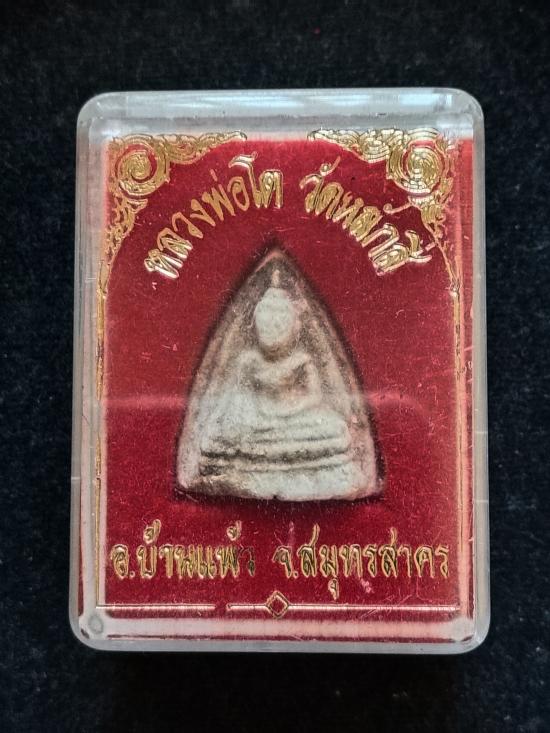 หลวงพ่อโต วัดหลักสี่
อ.บ้านแพ้ว จ.สมุทรสาคร